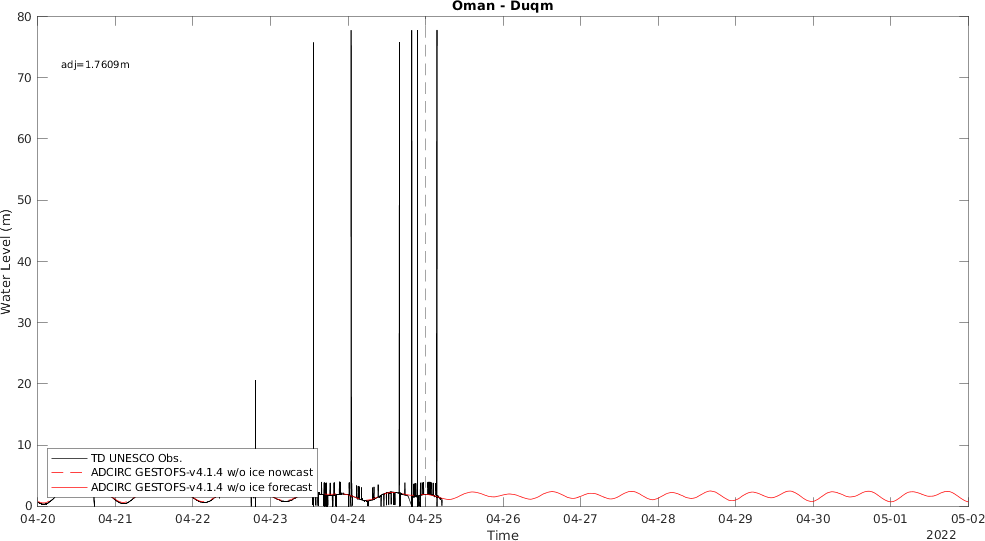 Oman - Duqm
80
70
60
50
40
30
20
10
0
Water Level (m)
adj=1.7609m
TD UNESCO Obs.
ADCIRC GESTOFS-v4.1.4 w/o ice nowcast
ADCIRC GESTOFS-v4.1.4 w/o ice forecast
04-20 04-21 04-22 04-23 04-24 04-25 04-26 04-27 04-28 04-29 04-30 05-01 05-02
Time
2022